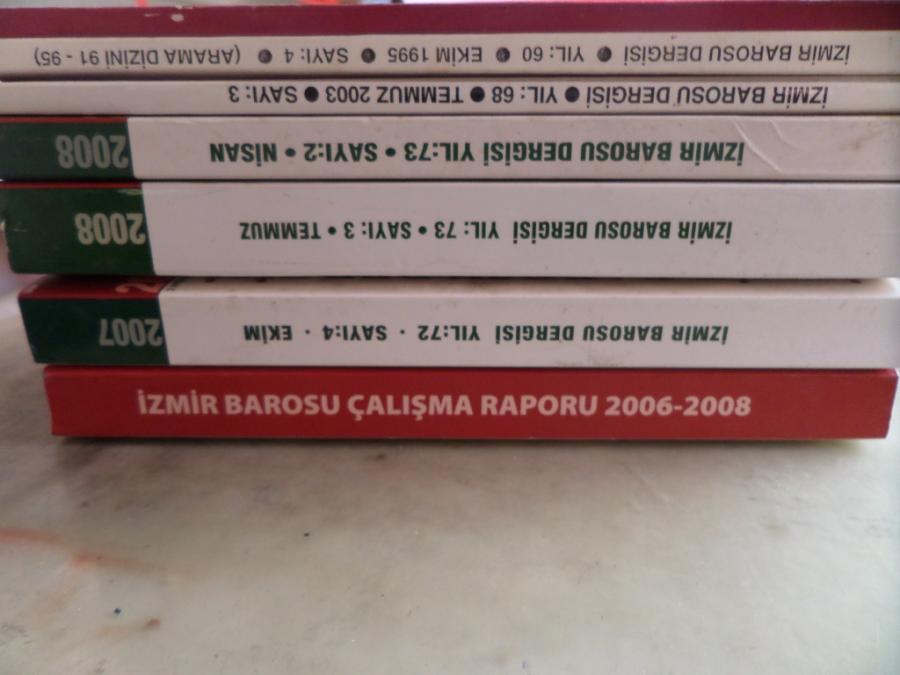 İZMİR BAROSU DERGİSİ ● YIL: 60 ● EKİM 1995 ● SAYI: 4 ● (ARAMA DİZİNİ 91 - 95)
İZMİR BAROSU DERGİSİ ● YIL: 68 ● TEMMUZ 2003 ● SAYI: 3
İZMİR BAROSU DERGİSİ YIL:73 • SAYI:2 • NİSAN 2008
İZMİR BAROSU DERGİSİ YIL: 73 • SAYI: 3 • TEMMUZ 2008
İZMİR BAROSU DERGİSİ YIL:72 · SAYI:4 · EKİM 2007
İZMİR BAROSU ÇALIŞMA RAPORU 2006-2008